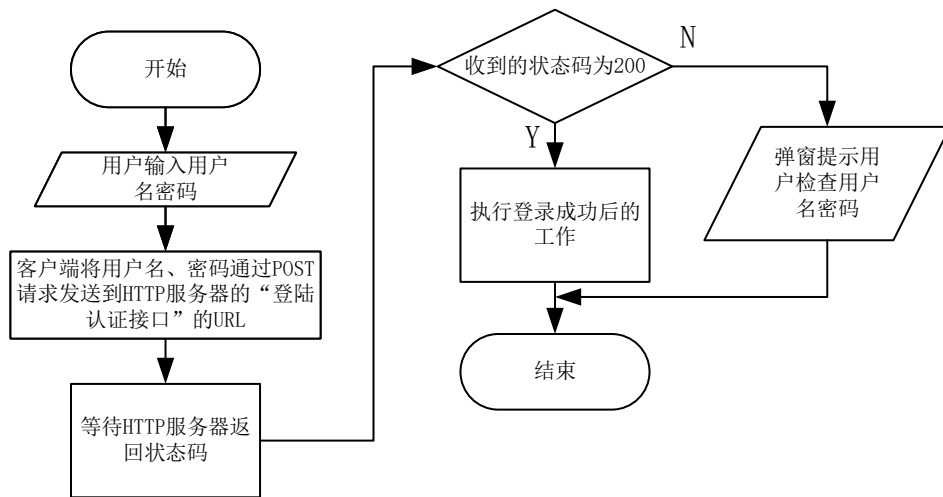 开始
用户输入用户
名密码
客户端将用户名、密码通过POST
请求发送到HTTP服务器的“登陆
认证接口”的URL
等待HTTP服务器返
回状态码
收到的状态码为200
N
Y
执行登录成功后的
工作
弹窗提示用
户检查用户
名密码
结束